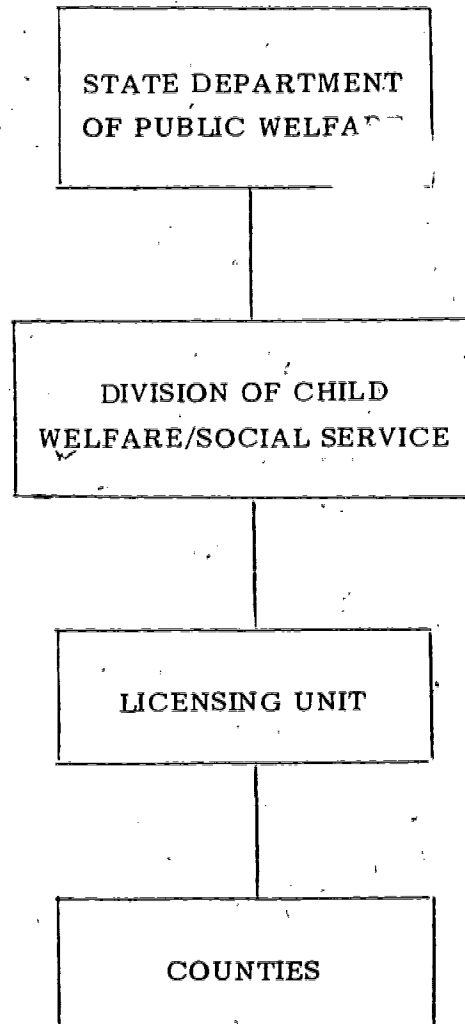 STATE DEPARTMENT
OF PUBLIC
DIVISION OF CHILD
WELFARE/SOCIAL SERVICE
LICENSING UNIT
COUNTIES